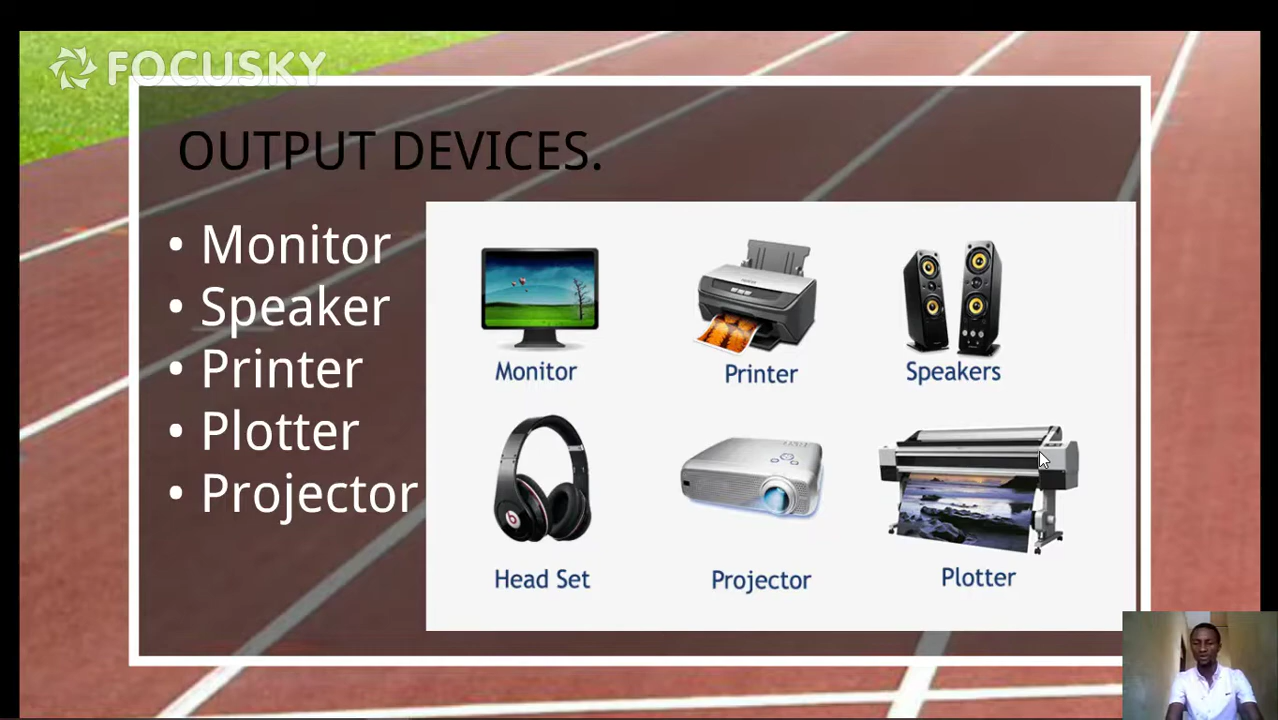 FOCUSKY
OUTPUT DEVICES.
• Monitor
• Speaker
• Printer
• Plotter
• Projector
Monitor
Printer
Speakers
Head Set
Projector
Plotter